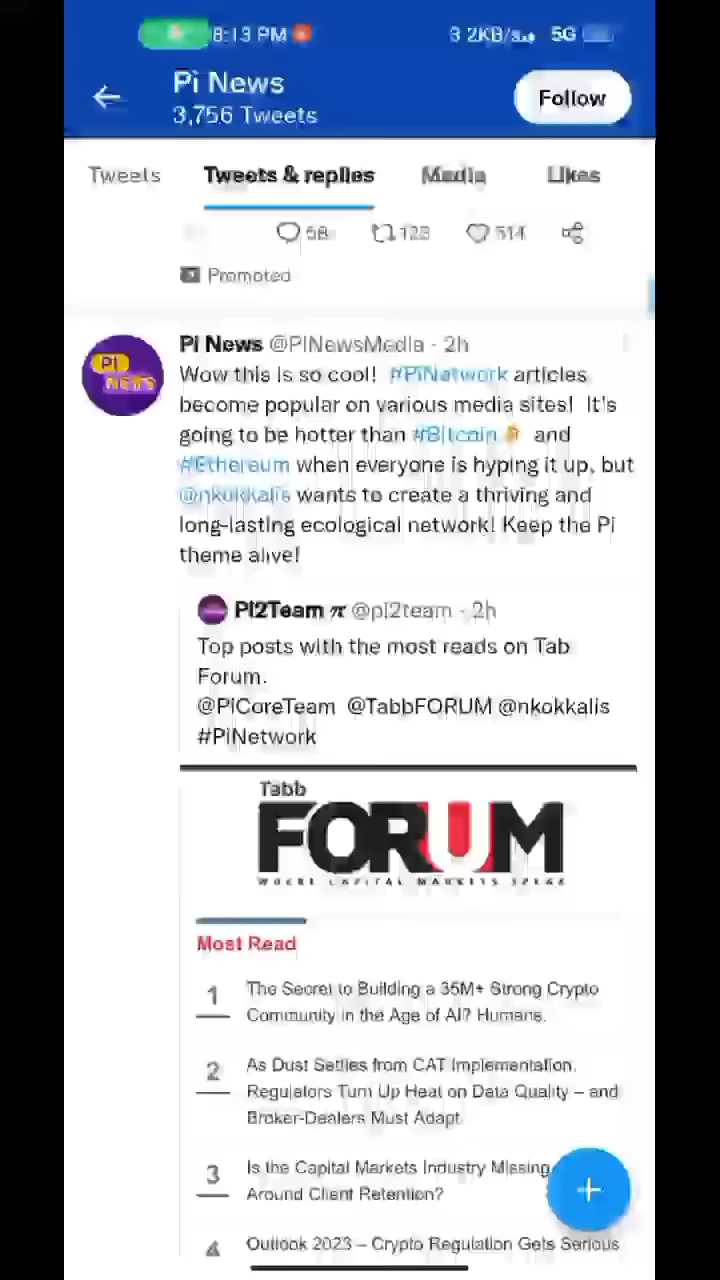 8:13 PM
3.2KB/s 5G
Pi News
3,756 Tweets
Follow
Tweets Tweets & replies Media Likes
58 123 514
Promoted
Pi News @PiNewsMedia · 2h
Wow this is so cool! #PiNetwork articles
become popular on various media sites! It's
going to be hotter than #Bitcoin and
#Ethereum when everyone is hyping it up, but
@nkokkalis wants to create a thriving and
long-lasting ecological network! Keep the Pi
theme alive!
Pi2Team π @pi2team · 2h
Top posts with the most reads on Tab
Forum.
@PiCoreTeam @TabbFORUM @nkokkalis
#PiNetwork
Tabb
FORUM
WHERE CAPITAL MARKETS SPEAK
Most Read
1 The Secret to Building a 35M+ Strong Crypto
Community in the Age of AI? Humans.
2 As Dust Settles from CAT Implementation,
Regulators Turn Up Heat on Data Quality – and
Broker-Dealers Must Adapt
3 Is the Capital Markets Industry Missing
Around Client Retention?
4 Outlook 2023 – Crypto Regulation Gets Serious